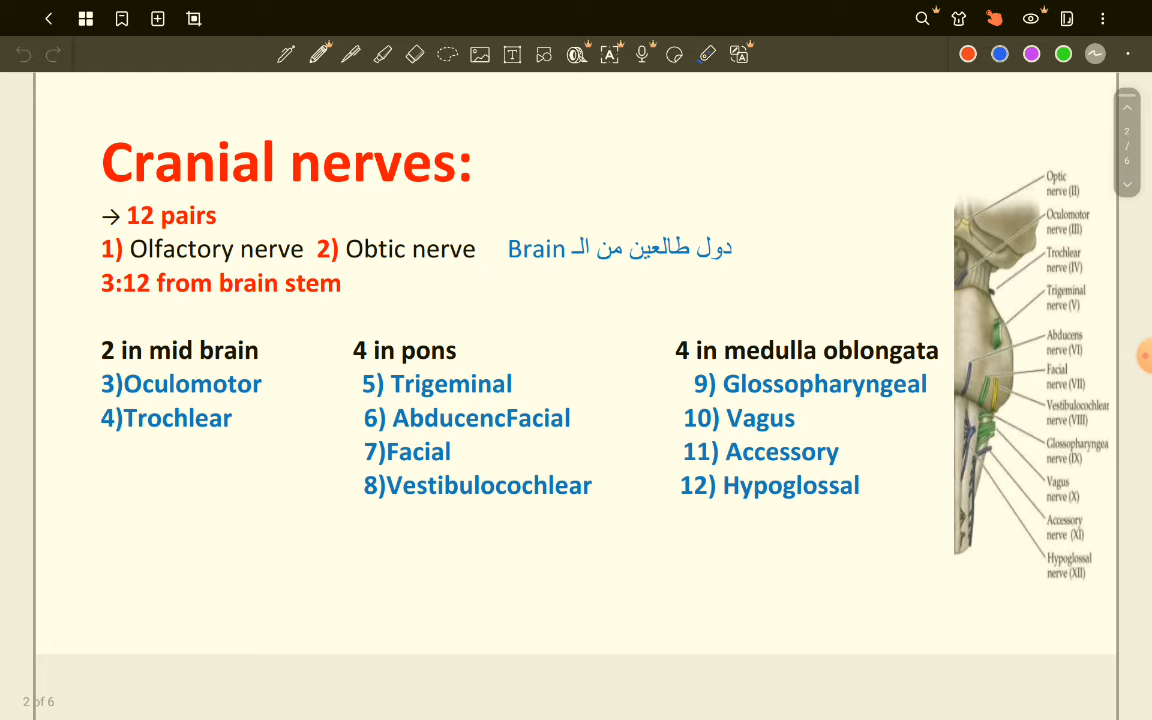 Cranial nerves:
→ 12 pairs
1) Olfactory nerve 2) Obtic nerve دول طالعين من الـ Brain
3:12 from brain stem
2 in mid brain
3)Oculomotor
4)Trochlear
4 in pons
5) Trigeminal
6) AbducencFacial
7)Facial
8)Vestibulocochlear
4 in medulla oblongata
9) Glossopharyngeal
10) Vagus
11) Accessory
12) Hypoglossal
Optic
nerve (II)
Oculomotor
nerve (III)
Trochlear
nerve (IV)
Trigeminal
nerve (V)
Abducens
nerve (VI)
Facial
nerve (VII)
Vestibulocochlear
nerve (VIII)
Glossopharyngea
nerve (IX)
Vagus
nerve (X)
Accessory
nerve (XI)
Hypoglossal
nerve (XII)
2
/
6
2 of 6